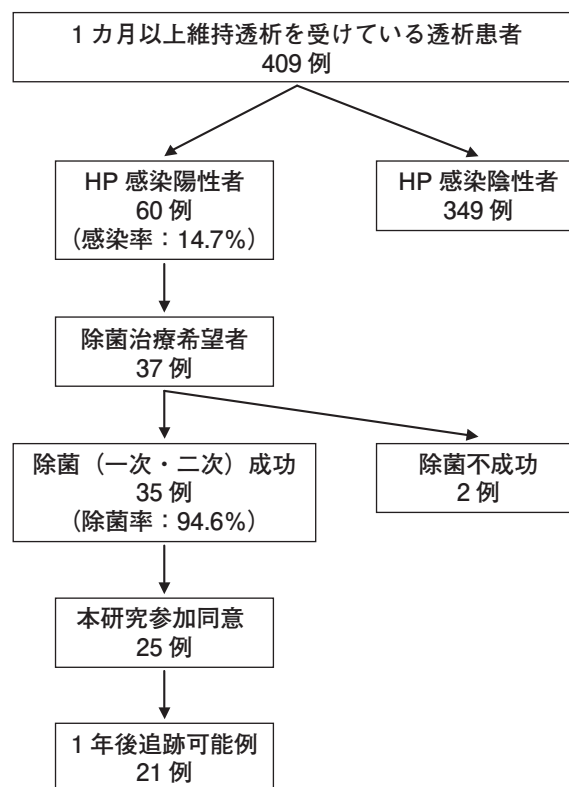 1 カ月以上維持透析を受けている透析患者
409 例
HP 感染陽性者
60 例
（感染率：14.7%）
HP 感染陰性者
349 例
除菌治療希望者
37 例
除菌（一次・二次）成功
35 例
（除菌率：94.6%）
除菌不成功
2 例
本研究参加同意
25 例
1 年後追跡可能例
21 例